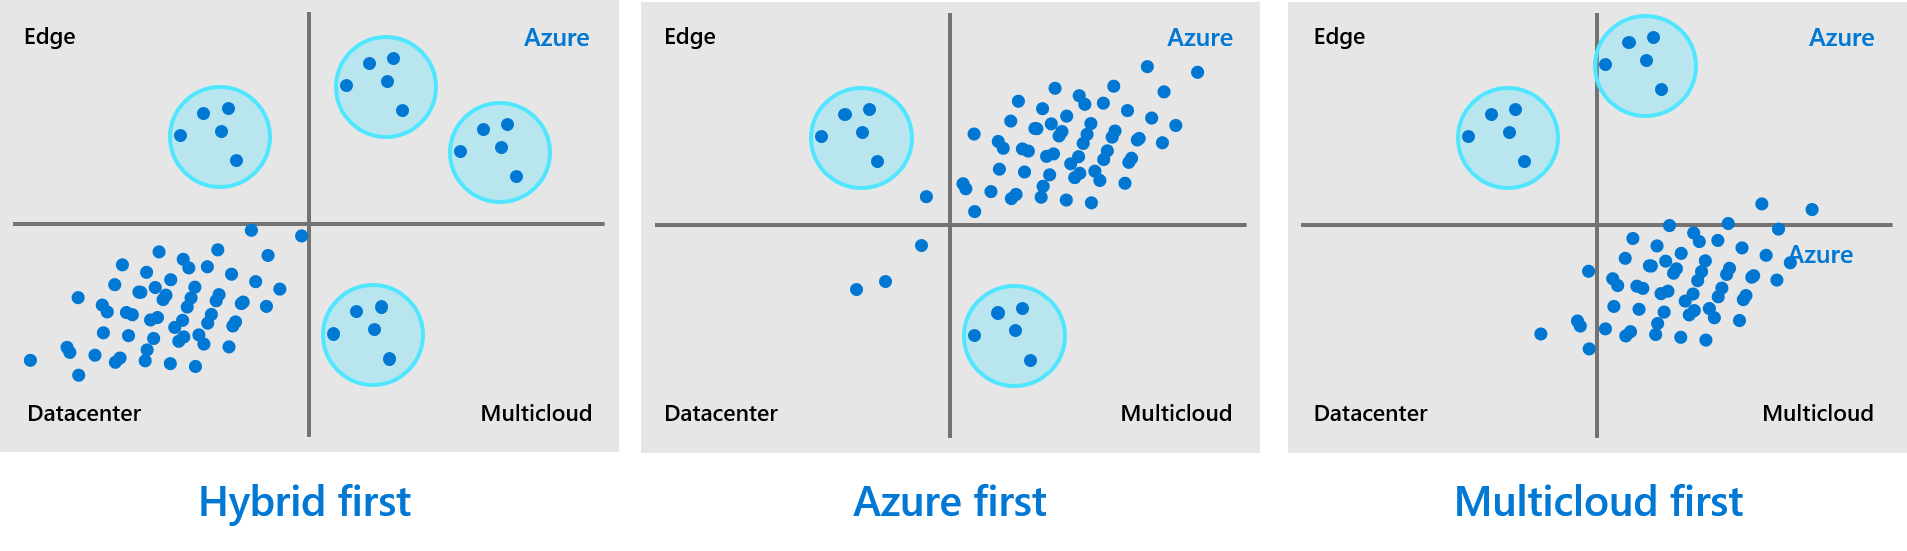 Edge
Azure
Datacenter
Multicloud
Hybrid first
Edge
Azure
Datacenter
Multicloud
Azure first
Edge
Azure
Azure
Datacenter
Multicloud
Multicloud first